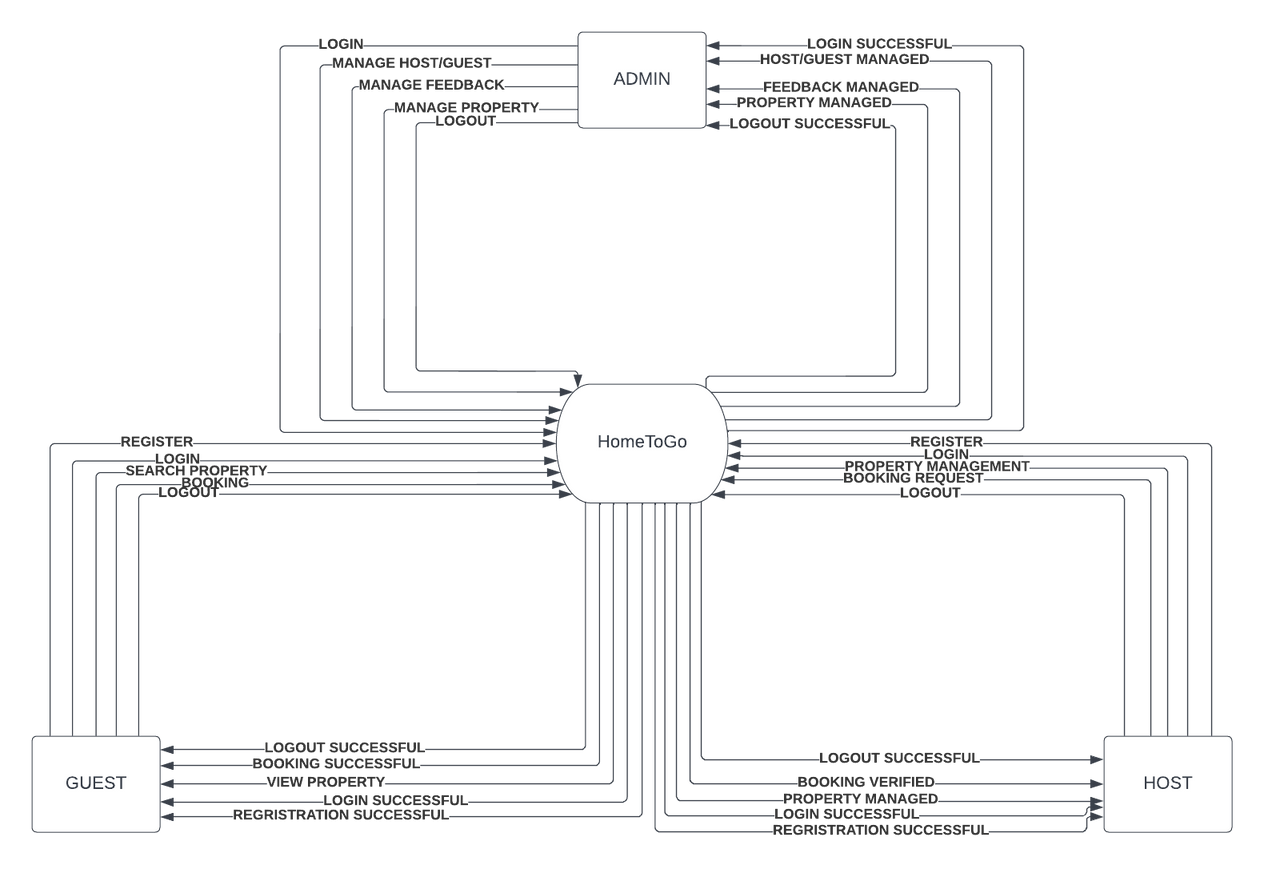 LOGIN
LOGIN SUCCESSFUL
MANAGE HOST/GUEST
HOST/GUEST MANAGED
ADMIN
MANAGE FEEDBACK
FEEDBACK MANAGED
MANAGE PROPERTY
PROPERTY MANAGED
LOGOUT
LOGOUT SUCCESSFUL
HomeToGo
REGISTER
REGISTER
LOGIN
LOGIN
SEARCH PROPERTY
PROPERTY MANAGEMENT
BOOKING
BOOKING REQUEST
LOGOUT
LOGOUT
LOGOUT SUCCESSFUL
BOOKING SUCCESSFUL
GUEST
VIEW PROPERTY
LOGIN SUCCESSFUL
REGRISTRATION SUCCESSFUL
LOGOUT SUCCESSFUL
BOOKING VERIFIED
HOST
PROPERTY MANAGED
LOGIN SUCCESSFUL
REGRISTRATION SUCCESSFUL